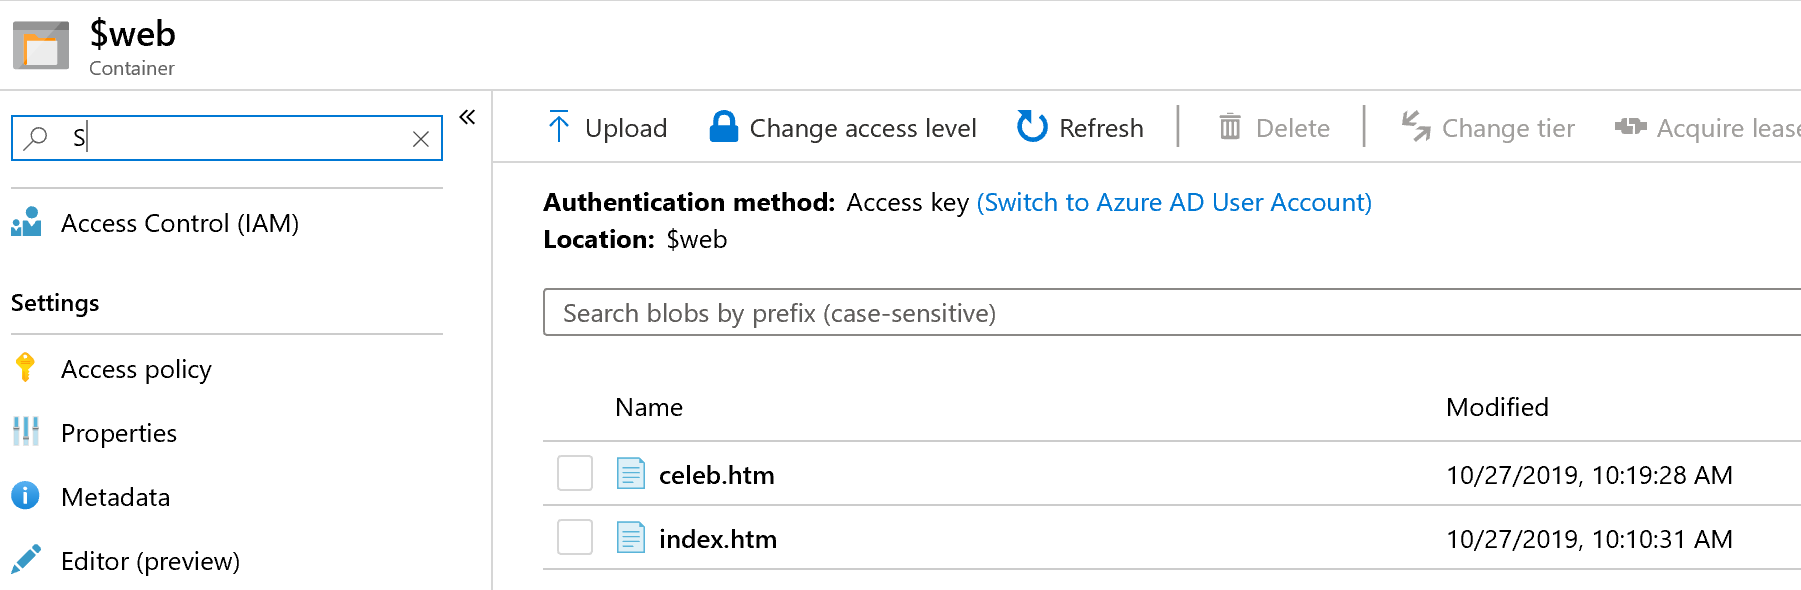 $web
Container
S
«
Upload
Change access level
Refresh
Delete
Change tier
Acquire lease
Access Control (IAM)
Settings
Access policy
Properties
Metadata
Editor (preview)
Authentication method: Access key (Switch to Azure AD User Account)
Location: $web
Search blobs by prefix (case-sensitive)
Name Modified
celeb.htm 10/27/2019, 10:19:28 AM
index.htm 10/27/2019, 10:10:31 AM